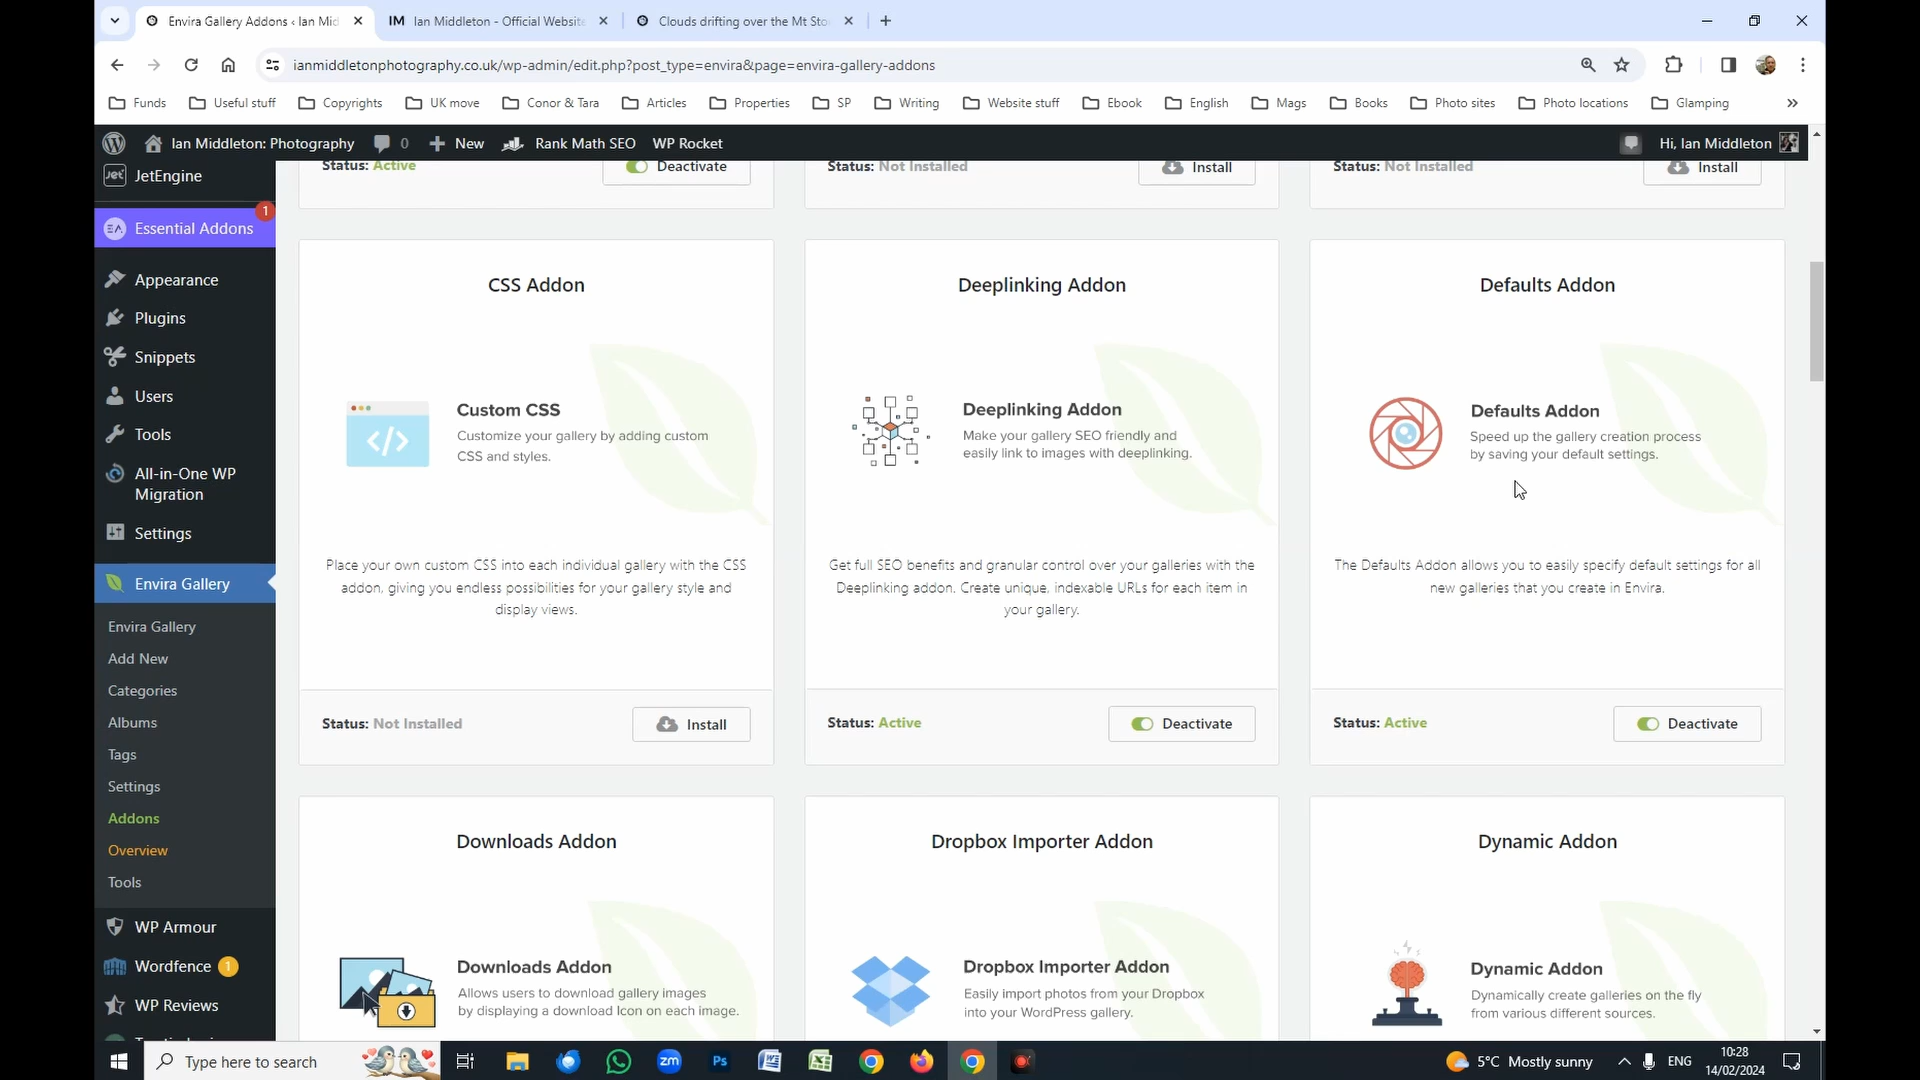 Envira Gallery Addons ‹ Ian Mid
IM Ian Middleton - Official Website
Clouds drifting over the Mt Sto
ianmiddletonphotography.co.uk/wp-admin/edit.php?post_type=envira&page=envira-gallery-addons
Funds
Useful stuff
Copyrights
UK move
Conor & Tara
Articles
Properties
SP
Writing
Website stuff
Ebook
English
Mags
Books
Photo sites
Photo locations
Glamping
»
Ian Middleton: Photography
0
New
Rank Math SEO
WP Rocket
Hi, Ian Middleton
Jet
JetEngine
EA
Essential Addons
1
Appearance
Plugins
Snippets
Users
Tools
All-in-One WP
Migration
Settings
Envira Gallery
Envira Gallery
Add New
Categories
Albums
Tags
Settings
Addons
Overview
Tools
WP Armour
Wordfence 1
WP Reviews
Status: Active
Deactivate
Status: Not Installed
Install
Status: Not Installed
Install
CSS Addon
Custom CSS
Customize your gallery by adding custom
CSS and styles.
Place your own custom CSS into each individual gallery with the CSS
addon, giving you endless possibilities for your gallery style and
display views.
Status: Not Installed
Install
Deeplinking Addon
Deeplinking Addon
Make your gallery SEO friendly and
easily link to images with deeplinking.
Get full SEO benefits and granular control over your galleries with the
Deeplinking addon. Create unique, indexable URLs for each item in
your gallery.
Status: Active
Deactivate
Defaults Addon
Defaults Addon
Speed up the gallery creation process
by saving your default settings.
The Defaults Addon allows you to easily specify default settings for all
new galleries that you create in Envira.
Status: Active
Deactivate
Downloads Addon
Downloads Addon
Allows users to download gallery images
by displaying a download Icon on each image.
Dropbox Importer Addon
Dropbox Importer Addon
Easily import photos from your Dropbox
into your WordPress gallery.
Dynamic Addon
Dynamic Addon
Dynamically create galleries on the fly
from various different sources.
Type here to search
zm
Ps
5°C Mostly sunny
ENG
10:28
14/02/2024